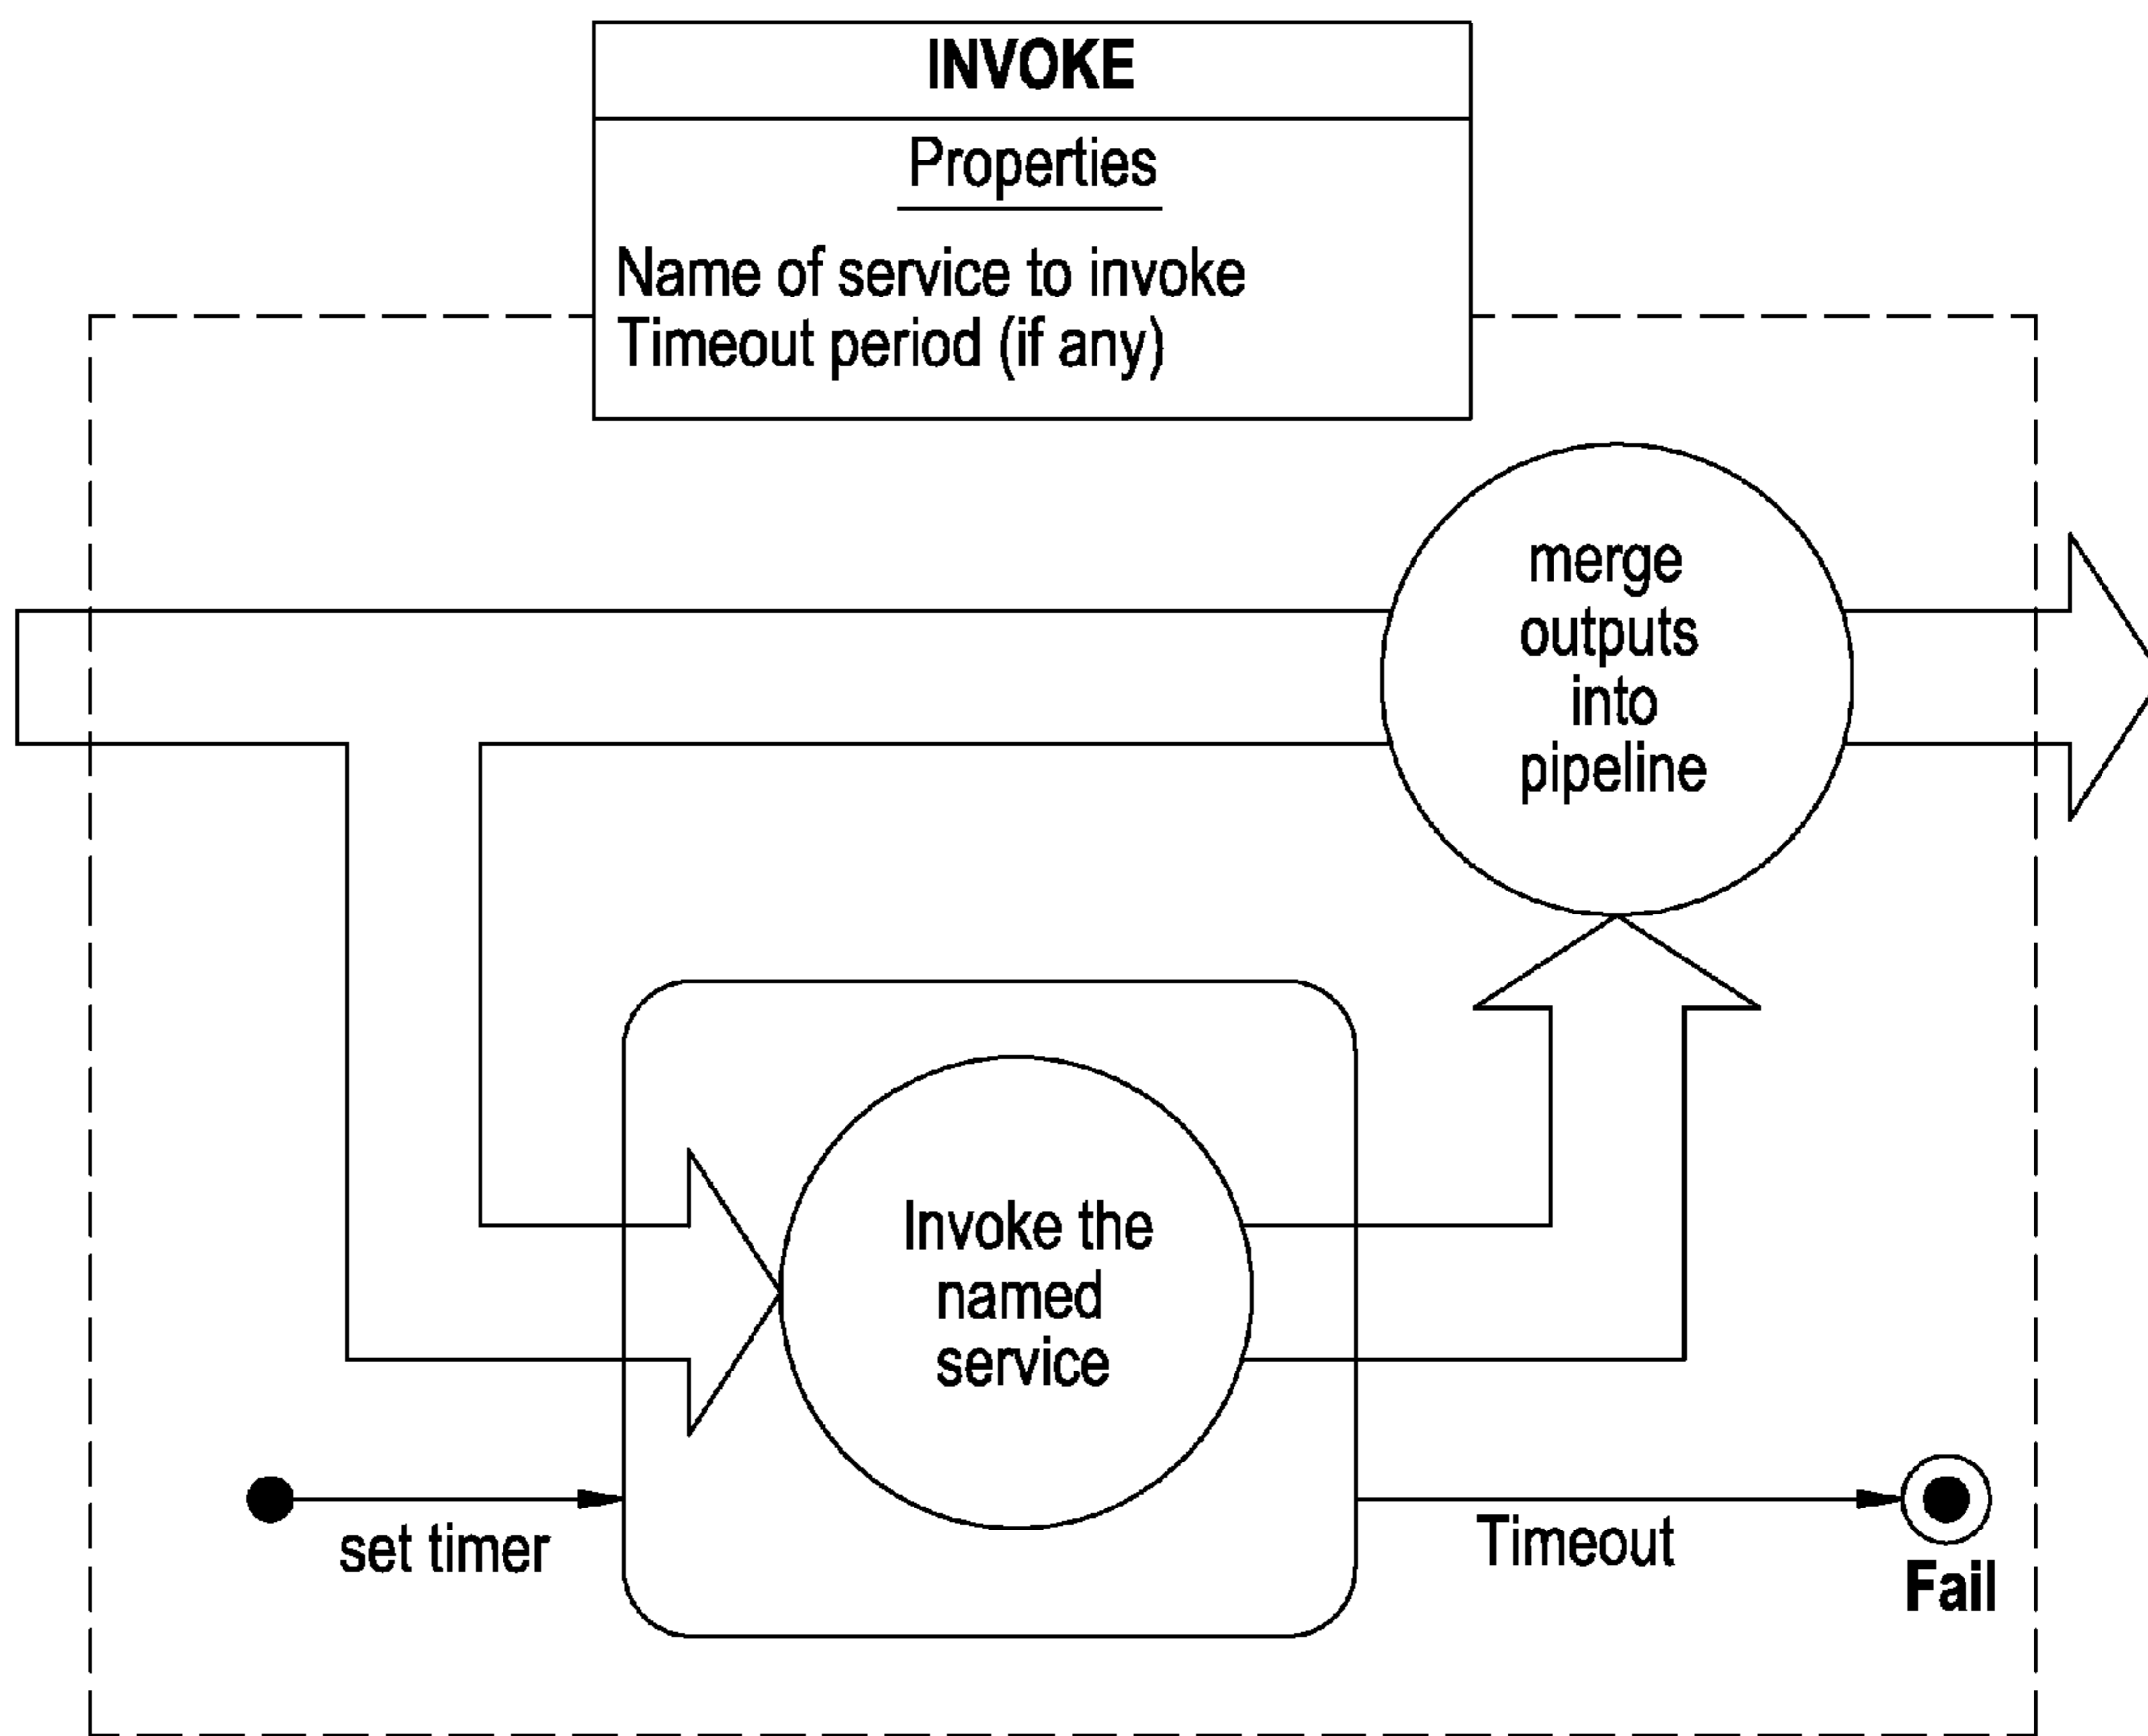 INVOKE
Properties
Name of service to invoke
Timeout period (if any)
merge
outputs
into
pipeline
Invoke the
named
service
set timer
Timeout
Fail